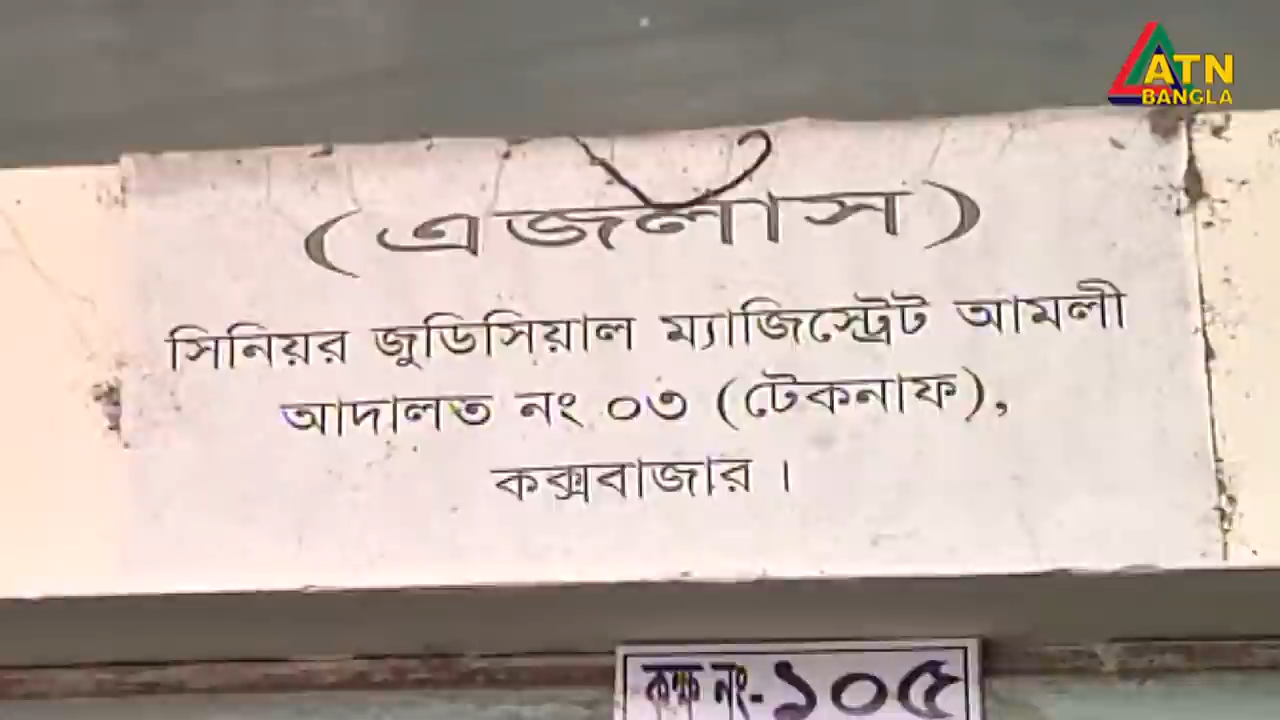 ATN
BANGLA
(এজলাস)
সিনিয়র জুডিসিয়াল ম্যাজিস্ট্রেট আমলী
আদালত নং ০৩ (টেকনাফ),
কক্সবাজার।
কক্ষ নং-১০৫